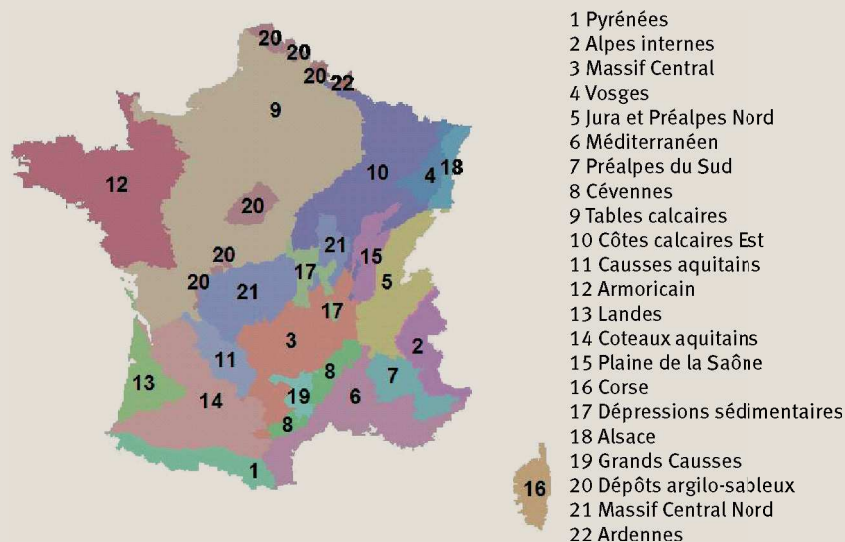 20
20
20 22
9
10
4 18
12
20
21
15
20
17
5
20
21
17
3
2
11
8
7
13
19
6
14
8
1
16
1 Pyrénées
2 Alpes internes
3 Massif Central
4 Vosges
5 Jura et Préalpes Nord
6 Méditerranéen
7 Préalpes du Sud
8 Cévennes
9 Tables calcaires
10 Côtes calcaires Est
11 Causses aquitains
12 Armoricain
13 Landes
14 Coteaux aquitains
15 Plaine de la Saône
16 Corse
17 Dépressions sédimentaires
18 Alsace
19 Grands Causses
20 Dépôts argilo-sableux
21 Massif Central Nord
22 Ardennes